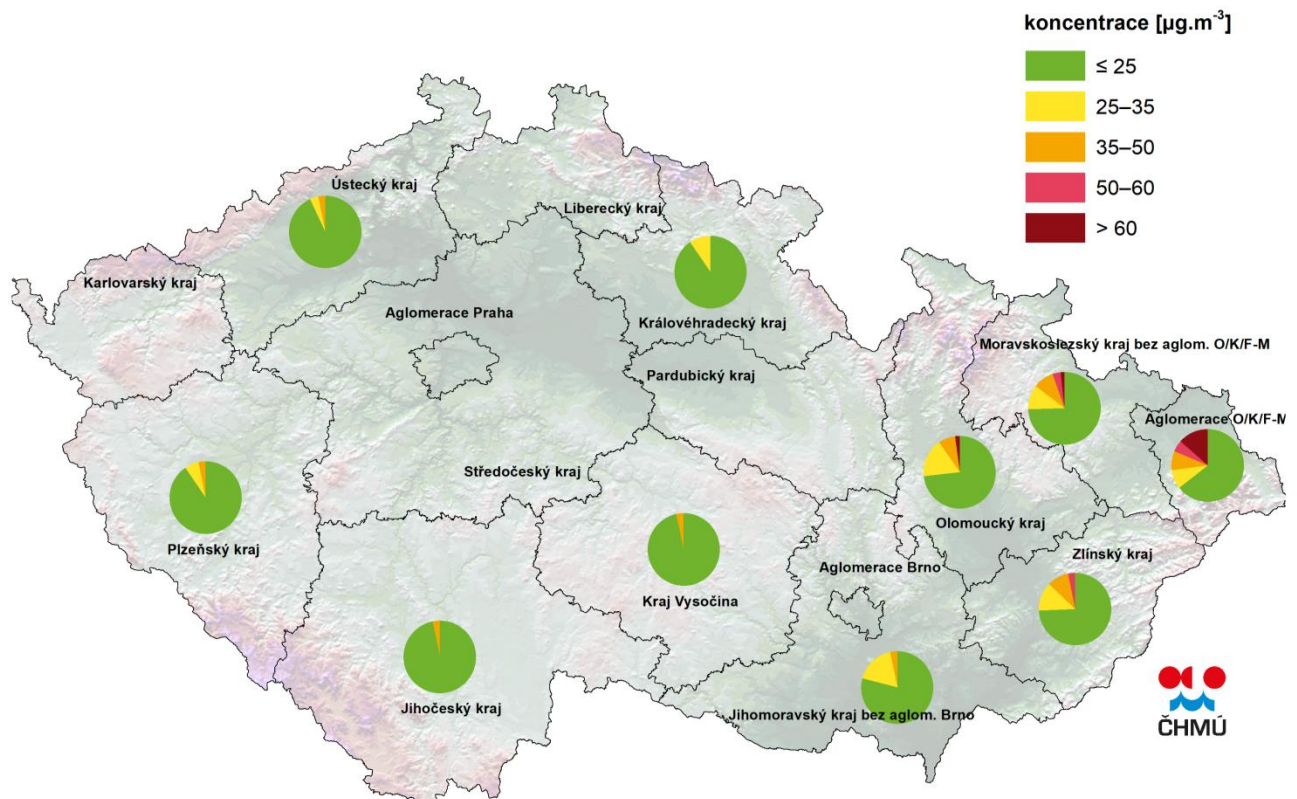 koncentrace [µg.m⁻³]
≤ 25
25–35
35–50
50–60
> 60
Ústecký kraj
Liberecký kraj
Karlovarský kraj
Aglomerace Praha
Královéhradecký kraj
Moravskoslezský kraj bez aglom. O/K/F-M
Pardubický kraj
Aglomerace O/K/F-M
Středočeský kraj
Olomoucký kraj
Plzeňský kraj
Zlínský kraj
Aglomerace Brno
Kraj Vysočina
Jihočeský kraj
Jihomoravský kraj bez aglom. Brno
ČHMÚ